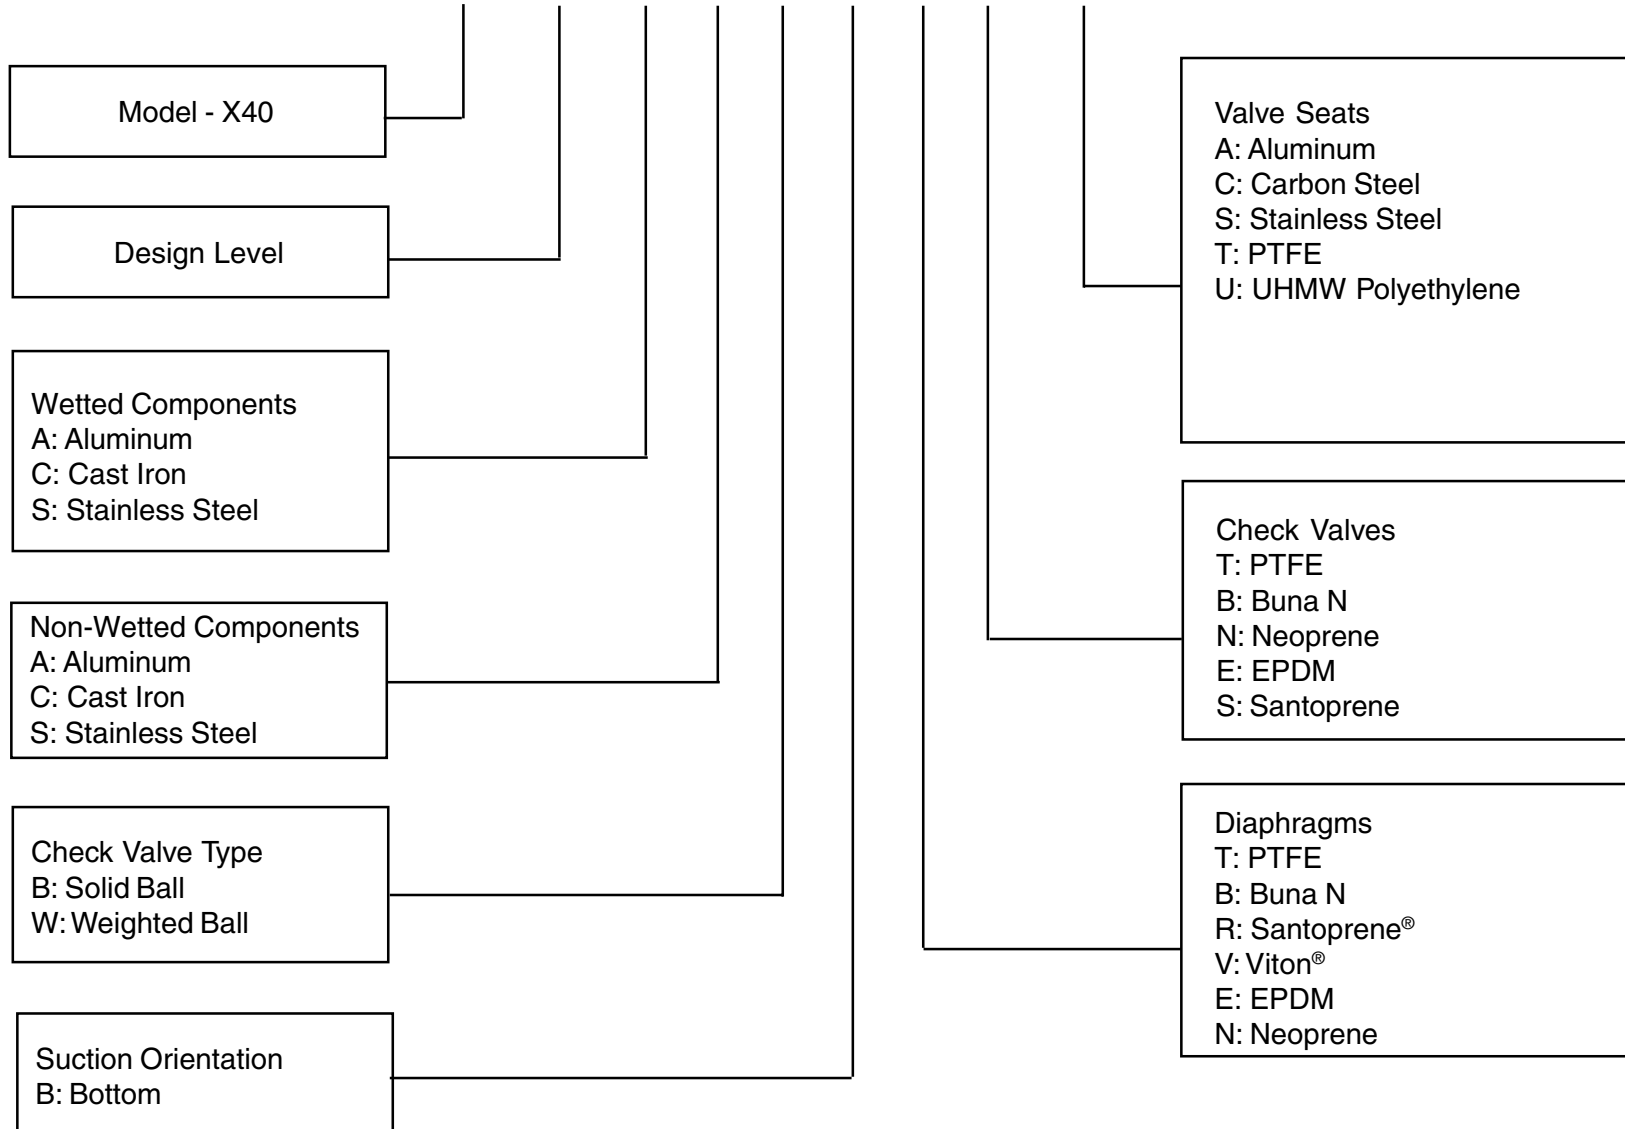 Model - X40
Design Level
Wetted Components
A: Aluminum
C: Cast Iron
S: Stainless Steel
Non-Wetted Components
A: Aluminum
C: Cast Iron
S: Stainless Steel
Check Valve Type
B: Solid Ball
W: Weighted Ball
Suction Orientation
B: Bottom
Valve Seats
A: Aluminum
C: Carbon Steel
S: Stainless Steel
T: PTFE
U: UHMW Polyethylene
Check Valves
T: PTFE
B: Buna N
N: Neoprene
E: EPDM
S: Santoprene
Diaphragms
T: PTFE
B: Buna N
R: Santoprene®
V: Viton®
E: EPDM
N: Neoprene